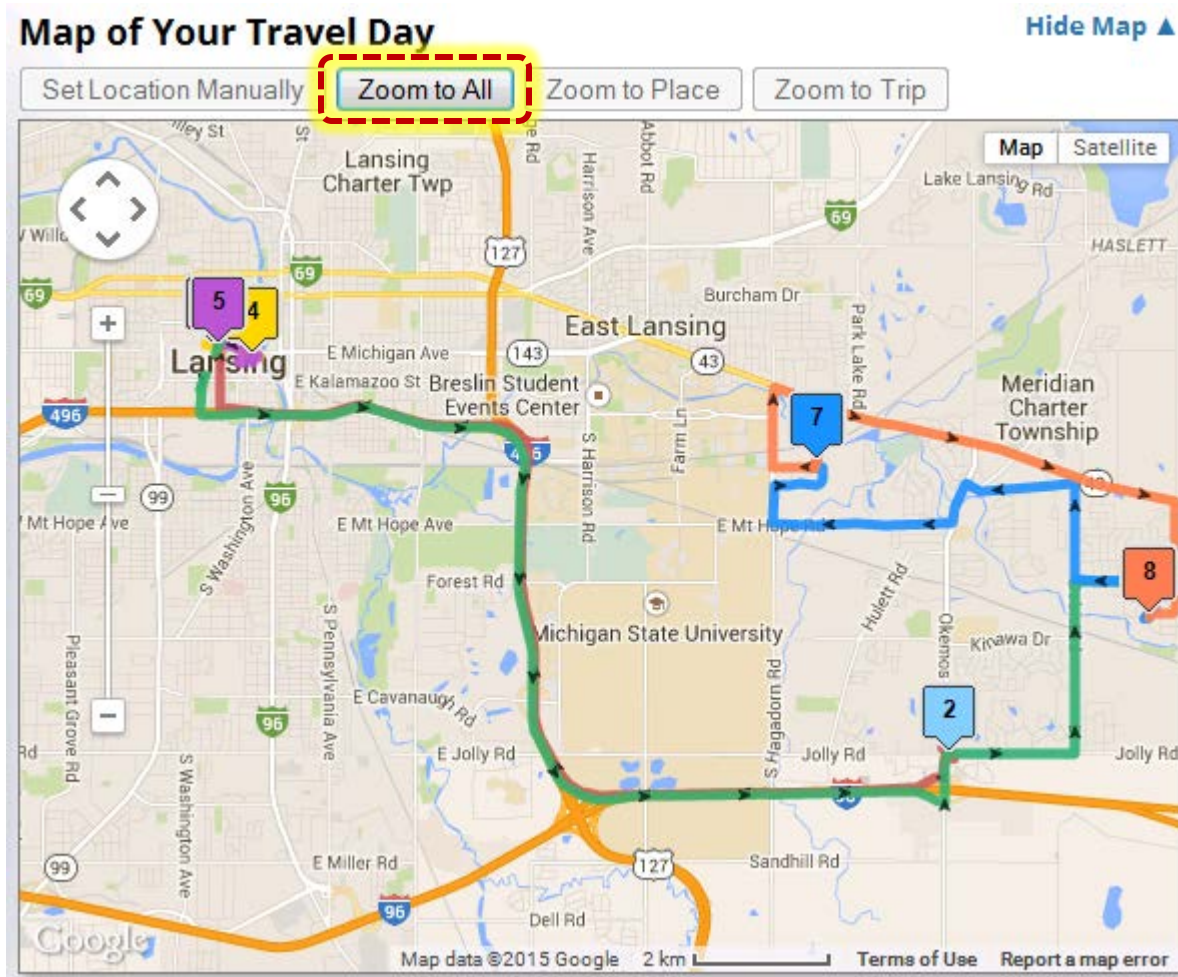 Map of Your Travel Day
Hide Map ▲
Set Location Manually
Zoom to All
Zoom to Place
Zoom to Trip
Map
Satellite
Lansing
Charter Twp
Harrison Ave
Abbot Rd
Lake Lansing Rd
HASLETT
69
127
69
69
Burcham Dr
Park Lake Rd
5
4
Lansing
East Lansing
E Michigan Ave
143
43
E Kalamazoo St
Breslin Student
Events Center
Meridian
Charter
Township
496
7
Farm Ln
S Harrison Rd
99
96
S Washington Ave
E Mt Hope Ave
E Mt Hope Rd
Forest Rd
8
Hulett Rd
Michigan State University
Okemos
Kinawa Dr
Pleasant Grove Rd
S Pennsylvania Ave
E Cavanaugh Rd
S Hagadorn Rd
2
96
E Jolly Rd
Jolly Rd
Jolly Rd
S Washington Ave
99
E Miller Rd
127
Sandhill Rd
96
Dell Rd
Google
Map data ©2015 Google
2 km
Terms of Use
Report a map error